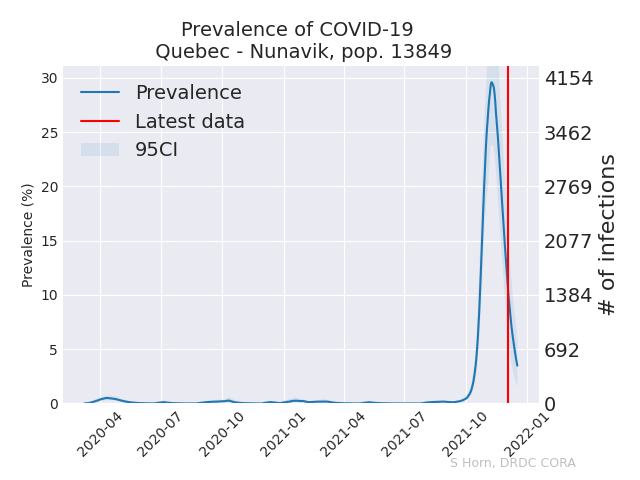 Prevalence of COVID-19
Quebec - Nunavik, pop. 13849
Prevalence
Latest data
95CI
Prevalence (%)
30
25
20
15
10
5
0
4154
3462
2769
2077
1384
692
0
# of infections
2020-04
2020-07
2020-10
2021-01
2021-04
2021-07
2021-10
2022-01
S Horn, DRDC CORA